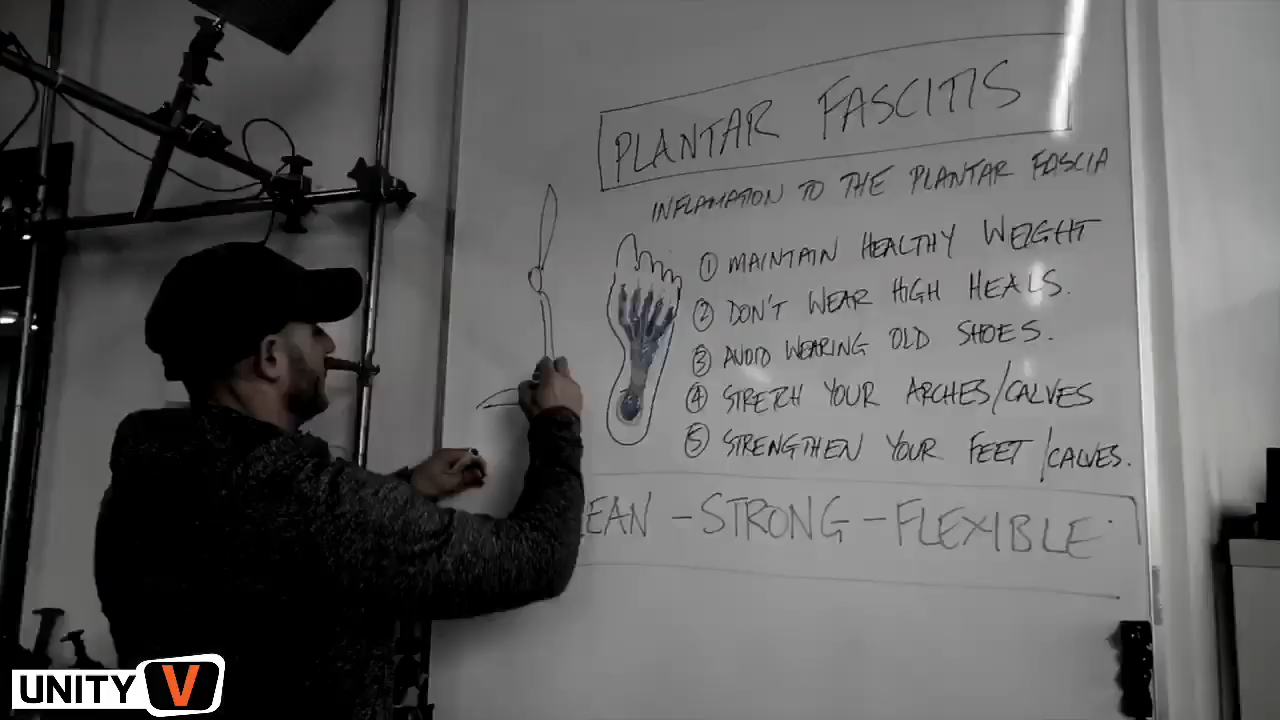 PLANTAR FASCITIS
INFLAMATION TO THE PLANTAR FASCIA
① MAINTAIN HEALTHY WEIGHT
② DON'T WEAR HIGH HEALS.
③ AVOID WEARING OLD SHOES.
④ STRETCH YOUR ARCHES/CALVES
⑤ STRENGTHEN YOUR FEET/CALVES.
EAN - STRONG - FLEXIBLE
UNITY V